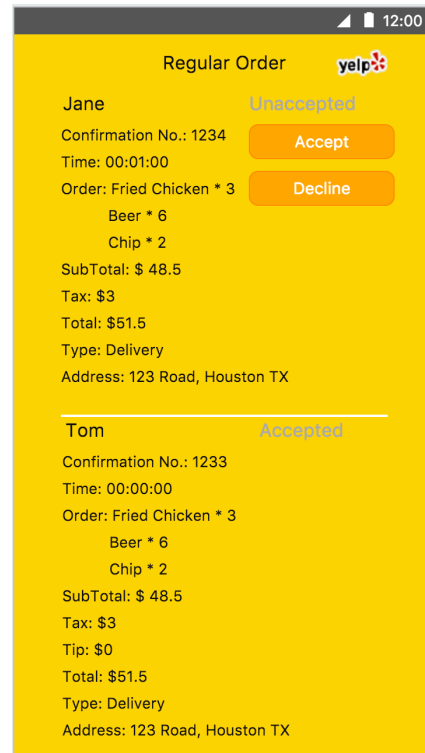 12:00
Regular Order
yelp
Jane
Unaccepted
Confirmation No.: 1234
Accept
Time: 00:01:00
Order: Fried Chicken * 3
Decline
Beer * 6
Chip * 2
SubTotal: $ 48.5
Tax: $3
Total: $51.5
Type: Delivery
Address: 123 Road, Houston TX
Tom
Accepted
Confirmation No.: 1233
Time: 00:00:00
Order: Fried Chicken * 3
Beer * 6
Chip * 2
SubTotal: $ 48.5
Tax: $3
Tip: $0
Total: $51.5
Type: Delivery
Address: 123 Road, Houston TX